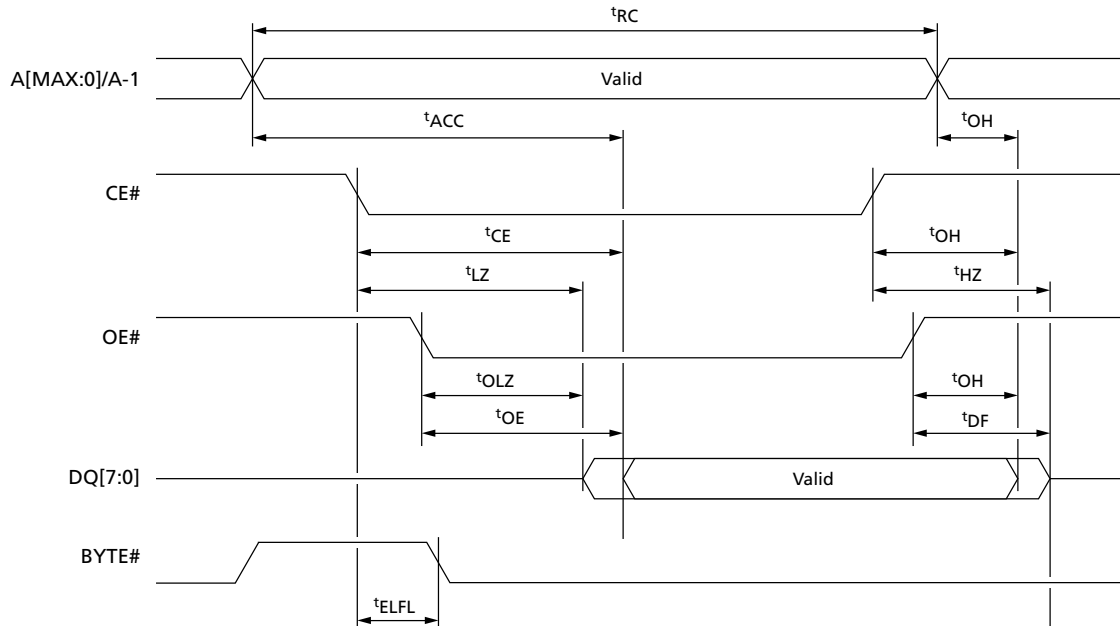 tRC
A[MAX:0]/A-1
Valid
tACC
tOH
CE#
tCE
tOH
tLZ
tHZ
OE#
tOLZ
tOH
tOE
tDF
DQ[7:0]
Valid
BYTE#
tELFL